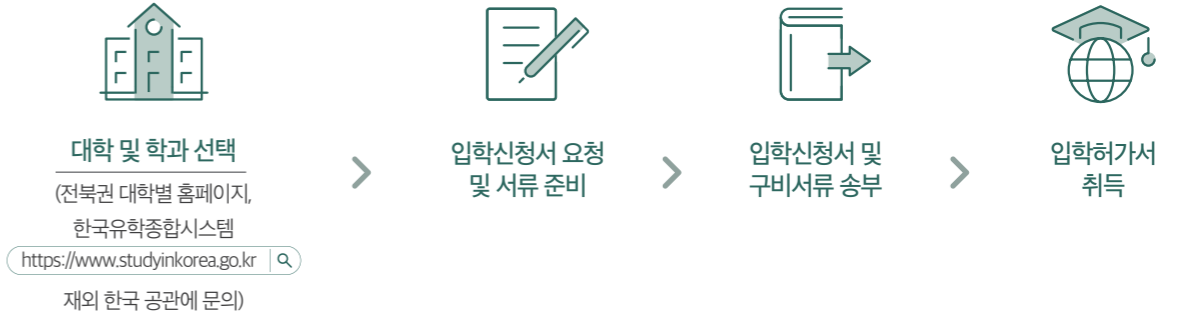 대학 및 학과 선택
(전북권 대학별 홈페이지,
한국유학종합시스템
https://www.studyinkorea.go.kr
재외 한국 공관에 문의)
입학신청서 요청
및 서류 준비
입학신청서 및
구비서류 송부
입학허가서
취득